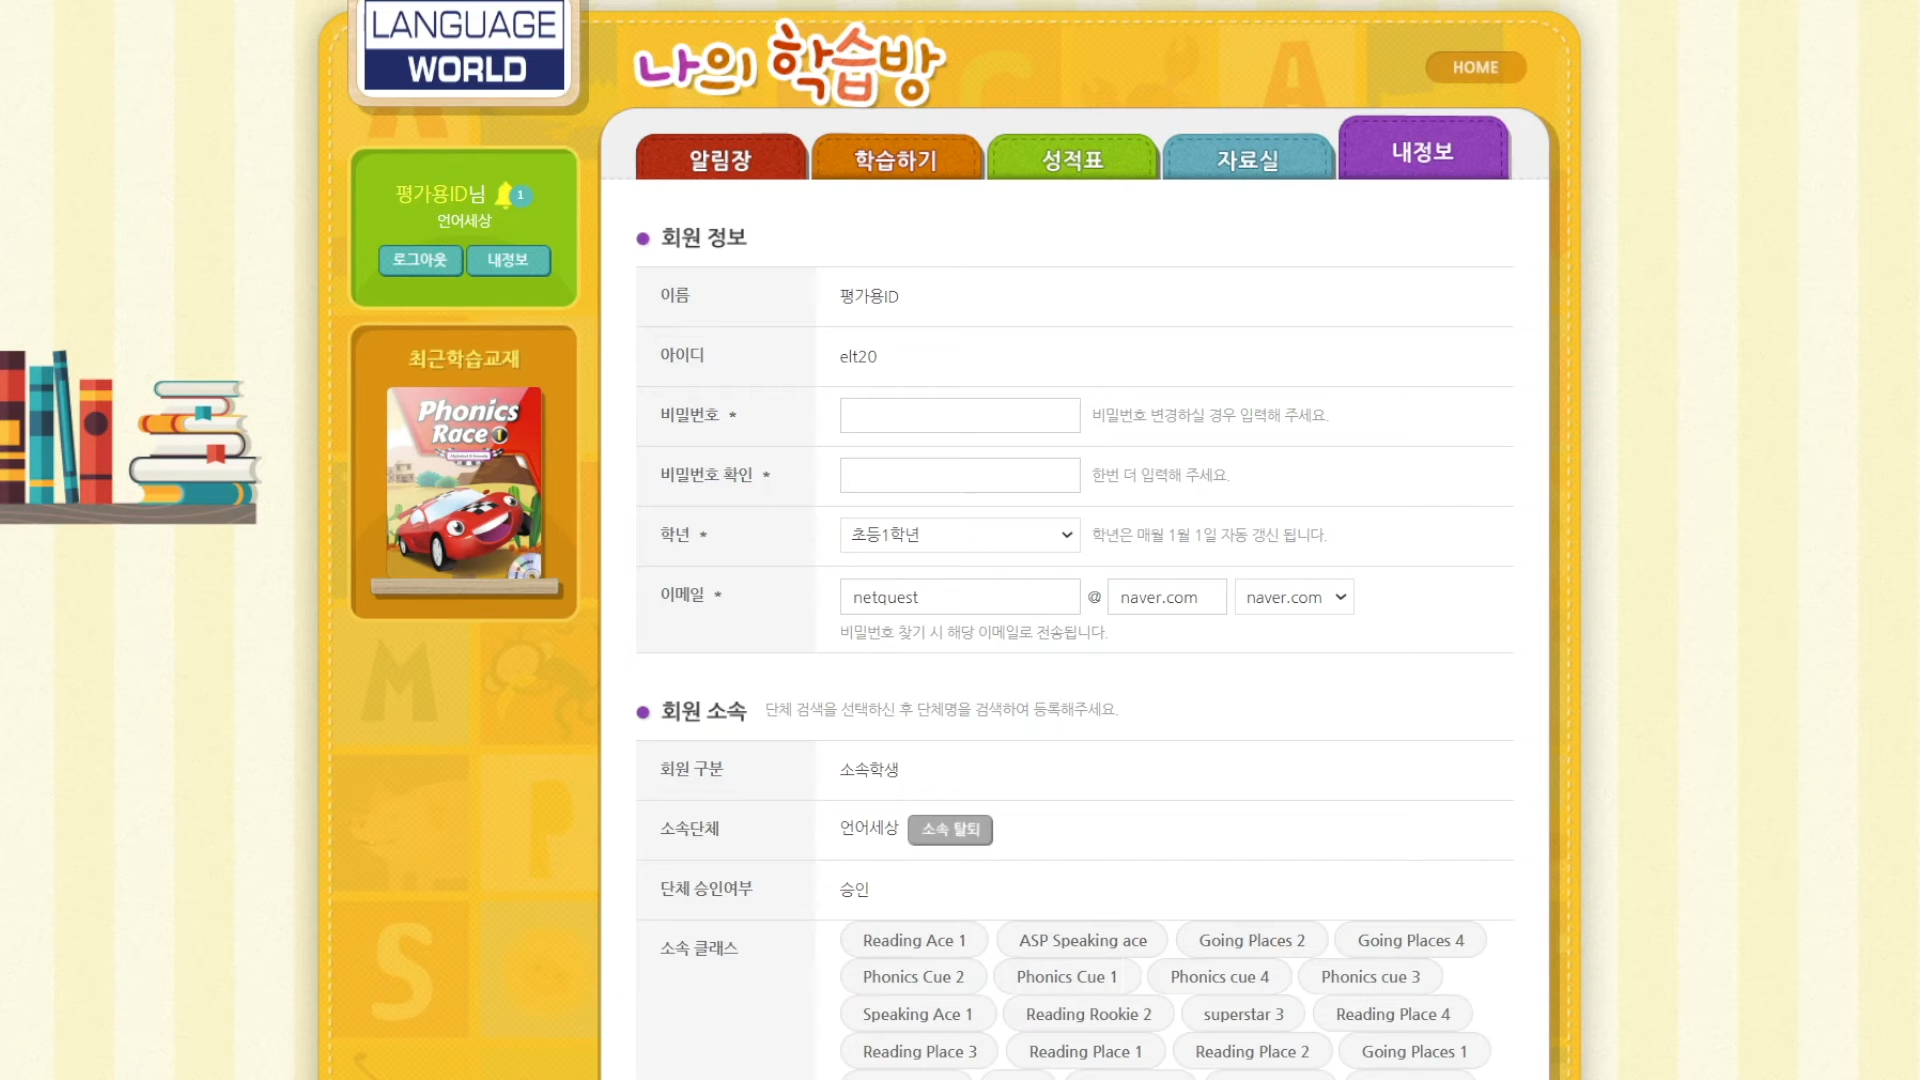 LANGUAGE
WORLD
나의 학습방
HOME
알림장 학습하기 성적표 자료실 내정보
평가용ID님 1
언어세상
로그아웃 내정보
최근학습교재
Phonics
Race 1
회원 정보
이름 평가용ID
아이디 elt20
비밀번호 * 비밀번호 변경하실 경우 입력해 주세요.
비밀번호 확인 * 한번 더 입력해 주세요.
학년 * 초등1학년 학년은 매월 1월 1일 자동 갱신 됩니다.
이메일 * netquest @ naver.com naver.com
비밀번호 찾기 시 해당 이메일로 전송됩니다.
회원 소속 단체 검색을 선택하신 후 단체명을 검색하여 등록해주세요.
회원 구분 소속학생
소속단체 언어세상 소속 탈퇴
단체 승인여부 승인
소속 클래스 Reading Ace 1 ASP Speaking ace Going Places 2 Going Places 4
Phonics Cue 2 Phonics Cue 1 Phonics cue 4 Phonics cue 3
Speaking Ace 1 Reading Rookie 2 superstar 3 Reading Place 4
Reading Place 3 Reading Place 1 Reading Place 2 Going Places 1